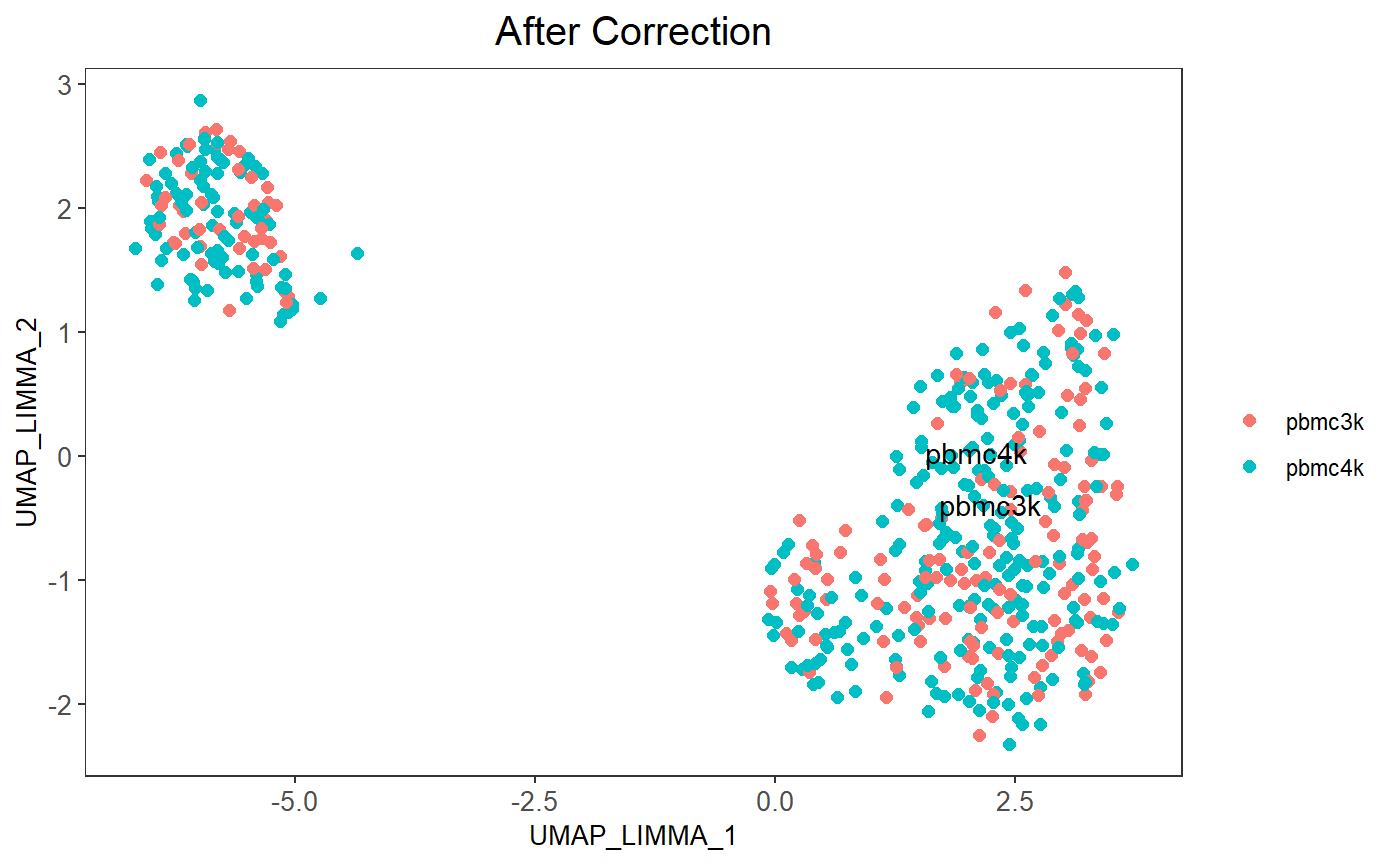 After Correction
3
2
1
0
-1
-2
UMAP_LIMMA_2
pbmc4k
pbmc3k
-5.0
-2.5
0.0
2.5
UMAP_LIMMA_1
pbmc3k
pbmc4k